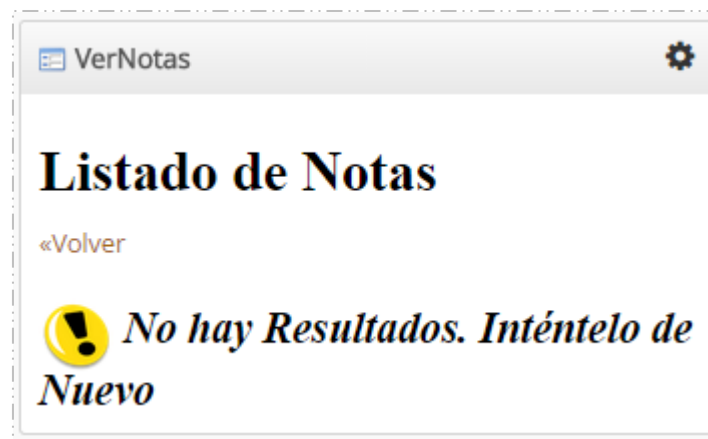 VerNotas
Listado de Notas
«Volver
No hay Resultados. Inténtelo de
Nuevo